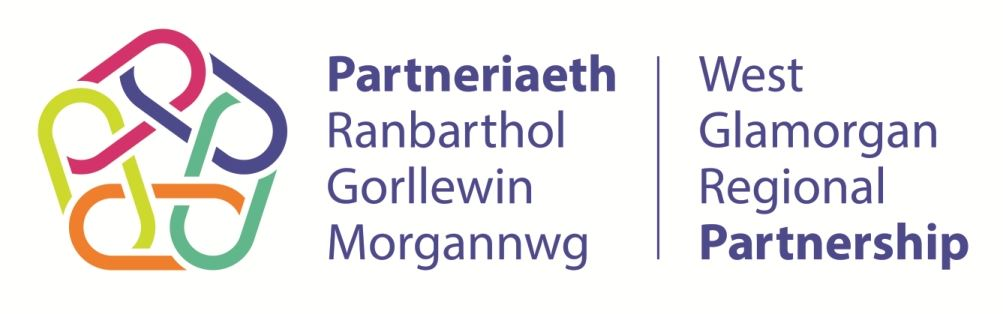 Partneriaeth
Ranbarthol
Gorllewin
Morgannwg
West
Glamorgan
Regional
Partnership